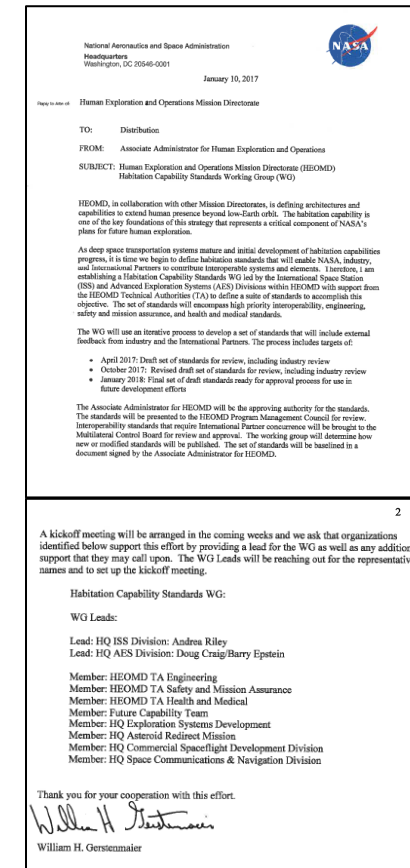 NASA
National Aeronautics and Space Administration
Headquarters
Washington, DC 20546-0001
January 10, 2017
Reply to Attn of: Human Exploration and Operations Mission Directorate
TO: Distribution
FROM: Associate Administrator for Human Exploration and Operations
SUBJECT: Human Exploration and Operations Mission Directorate (HEOMD)
Habitation Capability Standards Working Group (WG)
HEOMD, in collaboration with other Mission Directorates, is defining architectures and
capabilities to extend human presence beyond low-Earth orbit. The habitation capability is
one of the key foundations of this strategy that represents a critical component of NASA's
plans for future human exploration.
As deep space transportation systems mature and initial development of habitation capabilities
progress, it is time we begin to define habitation standards that will enable NASA, industry,
and International Partners to contribute interoperable systems and elements. Therefore, I am
establishing a Habitation Capability Standards WG led by the International Space Station
(ISS) and Advanced Exploration Systems (AES) Divisions within HEOMD with support from
the HEOMD Technical Authorities (TA) to define a suite of standards to accomplish this
objective. The set of standards will encompass high priority interoperability, engineering,
safety and mission assurance, and health and medical standards.
The WG will use an iterative process to develop a set of standards that will include external
feedback from industry and the International Partners. The process includes targets of:
• April 2017: Draft set of standards for review, including industry review
• October 2017: Revised draft set of standards for review, including industry review
• January 2018: Final set of draft standards ready for approval process for use in
future development efforts
The Associate Administrator for HEOMD will be the approving authority for the standards.
The standards will be presented to the HEOMD Program Management Council for review.
Interoperability standards that require International Partner concurrence will be brought to the
Multilateral Control Board for review and approval. The working group will determine how
new or modified standards will be published. The set of standards will be baselined in a
document signed by the Associate Administrator for HEOMD.
2
A kickoff meeting will be arranged in the coming weeks and we ask that organizations
identified below support this effort by providing a lead for the WG as well as any addition
support that they may call upon. The WG Leads will be reaching out for the representativ
names and to set up the kickoff meeting.
Habitation Capability Standards WG:
WG Leads:
Lead: HQ ISS Division: Andrea Riley
Lead: HQ AES Division: Doug Craig/Barry Epstein
Member: HEOMD TA Engineering
Member: HEOMD TA Safety and Mission Assurance
Member: HEOMD TA Health and Medical
Member: Future Capability Team
Member: HQ Exploration Systems Development
Member: HQ Asteroid Redirect Mission
Member: HQ Commercial Spaceflight Development Division
Member: HQ Space Communications & Navigation Division
Thank you for your cooperation with this effort.
William H Gerstenmaier
William H. Gerstenmaier